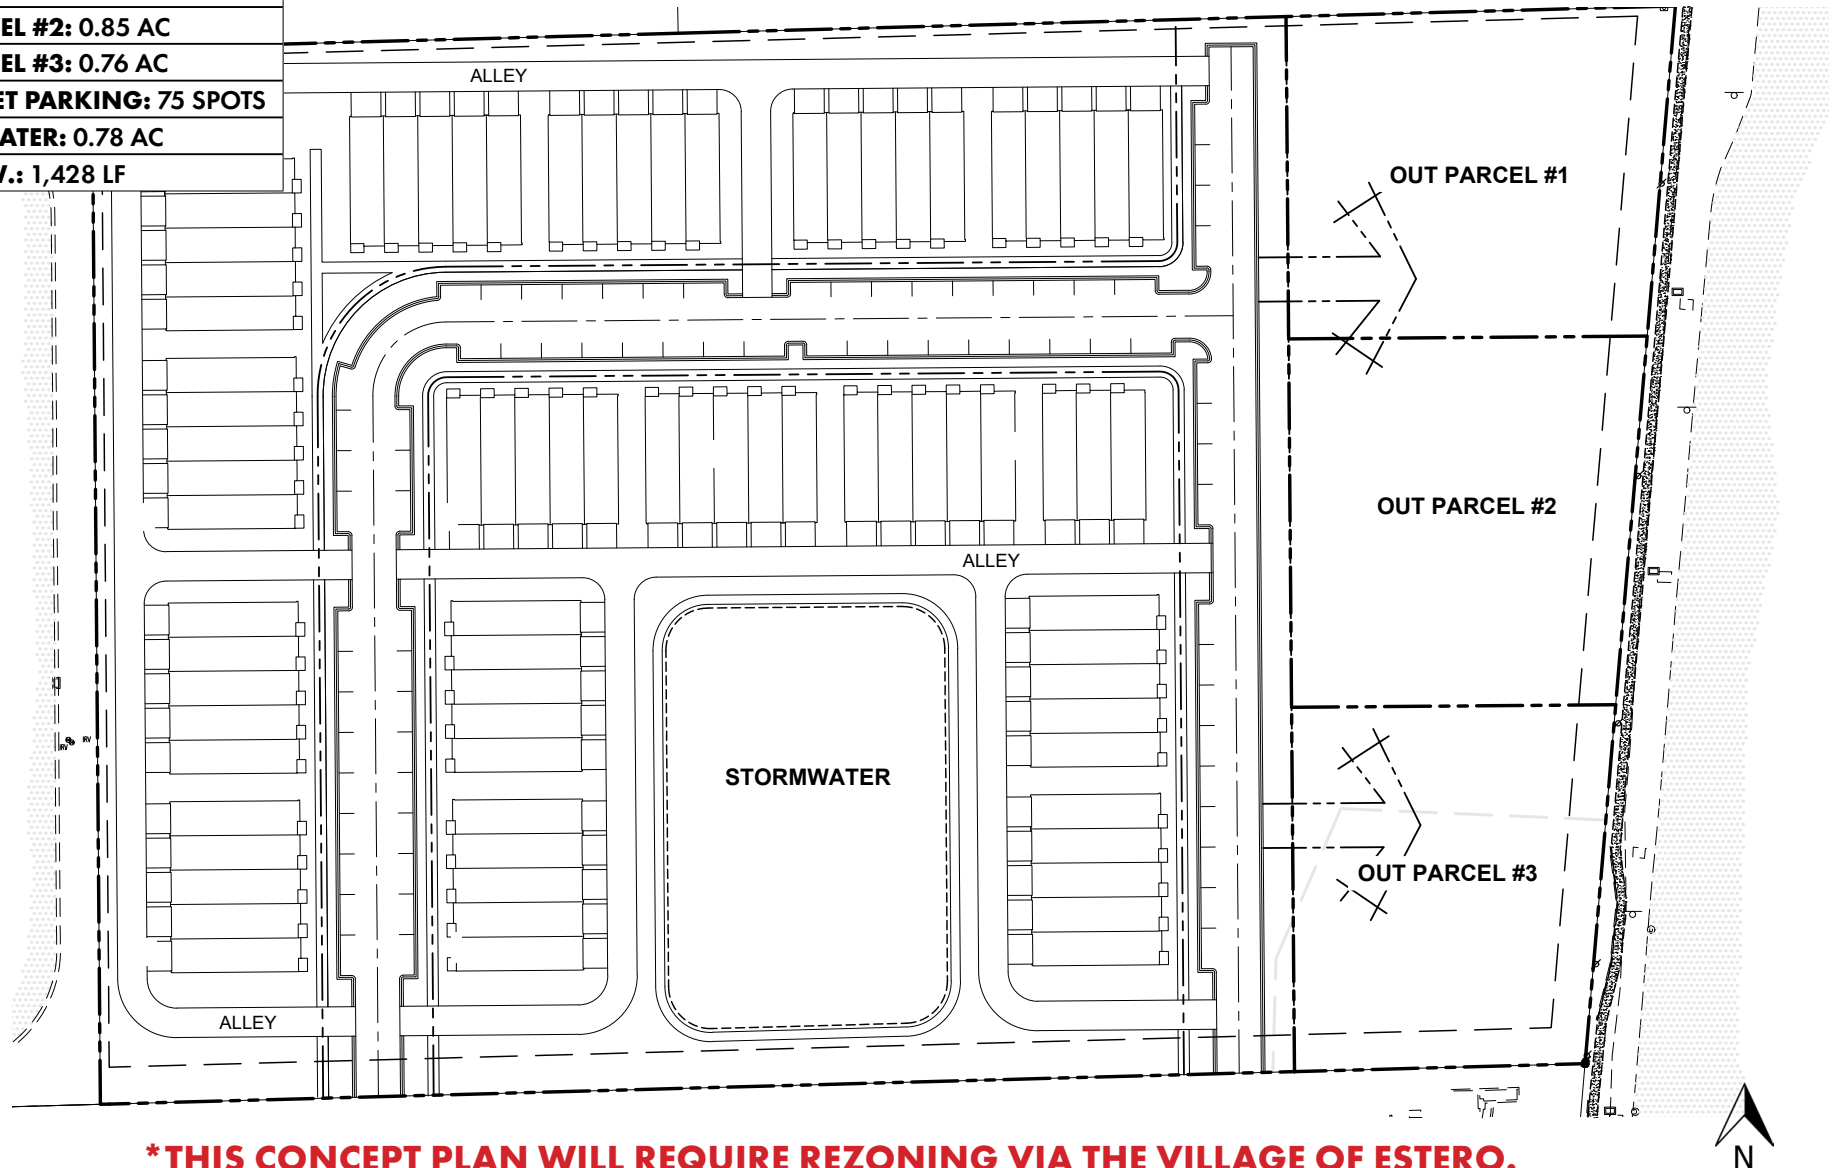 EL #2: 0.85 AC
EL #3: 0.76 AC
ET PARKING: 75 SPOTS
ATER: 0.78 AC
V.: 1,428 LF
ALLEY
OUT PARCEL #1
OUT PARCEL #2
ALLEY
IRV
IRV
STORMWATER
OUT PARCEL #3
ALLEY
*THIS CONCEPT PLAN WILL REQUIRE REZONING VIA THE VILLAGE OF ESTERO.
N